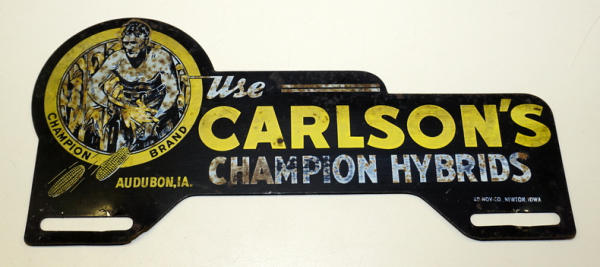 Use
CARLSON'S
CHAMPION HYBRIDS
CHAMPION BRAND
AUDUBON, IA.
NEWTON, IOWA